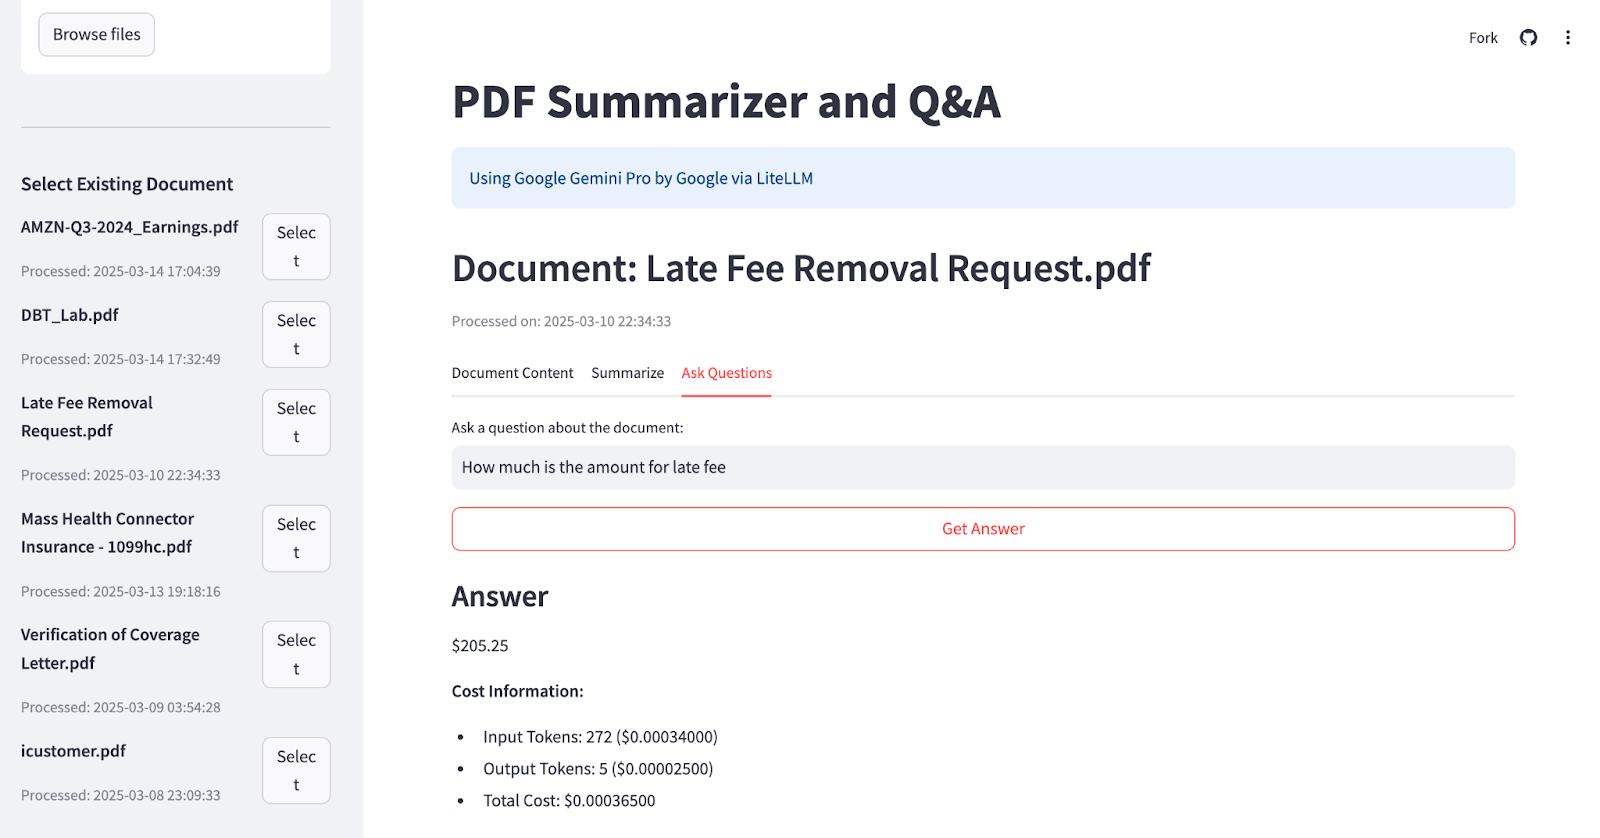 Browse files
Select Existing Document
AMZN-Q3-2024_Earnings.pdf
Selec
t
Processed: 2025-03-14 17:04:39
DBT_Lab.pdf
Selec
t
Processed: 2025-03-14 17:32:49
Late Fee Removal
Request.pdf
Selec
t
Processed: 2025-03-10 22:34:33
Mass Health Connector
Insurance - 1099hc.pdf
Selec
t
Processed: 2025-03-13 19:18:16
Verification of Coverage
Letter.pdf
Selec
t
Processed: 2025-03-09 03:54:28
icustomer.pdf
Selec
t
Processed: 2025-03-08 23:09:33
Fork
PDF Summarizer and Q&A
Using Google Gemini Pro by Google via LiteLLM
Document: Late Fee Removal Request.pdf
Processed on: 2025-03-10 22:34:33
Document Content Summarize Ask Questions
Ask a question about the document:
How much is the amount for late fee
Get Answer
Answer
$205.25
Cost Information:
• Input Tokens: 272 ($0.00034000)
• Output Tokens: 5 ($0.00002500)
• Total Cost: $0.00036500